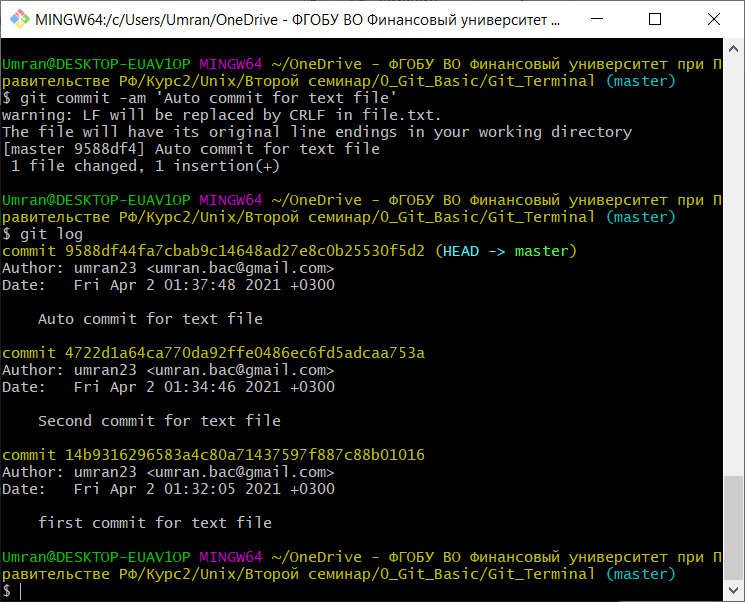 MINGW64:/c/Users/Umran/OneDrive - ФГОБУ ВО Финансовый университет ...
Umran@DESKTOP-EUAV1OP MINGW64 ~/OneDrive - ФГОБУ ВО Финансовый университет при П
равительстве РФ/Курс2/Unix/Второй семинар/0_Git_Basic/Git_Terminal (master)
$ git commit -am 'Auto commit for text file'
warning: LF will be replaced by CRLF in file.txt.
The file will have its original line endings in your working directory
[master 9588df4] Auto commit for text file
 1 file changed, 1 insertion(+)
Umran@DESKTOP-EUAV1OP MINGW64 ~/OneDrive - ФГОБУ ВО Финансовый университет при П
равительстве РФ/Курс2/Unix/Второй семинар/0_Git_Basic/Git_Terminal (master)
$ git log
commit 9588df44fa7cbab9c14648ad27e8c0b25530f5d2 (HEAD -> master)
Author: umran23 <umran.bac@gmail.com>
Date:   Fri Apr 2 01:37:48 2021 +0300
    Auto commit for text file
commit 4722d1a64ca770da92ffe0486ec6fd5adcaa753a
Author: umran23 <umran.bac@gmail.com>
Date:   Fri Apr 2 01:34:46 2021 +0300
    Second commit for text file
commit 14b9316296583a4c80a71437597f887c88b01016
Author: umran23 <umran.bac@gmail.com>
Date:   Fri Apr 2 01:32:05 2021 +0300
    first commit for text file
Umran@DESKTOP-EUAV1OP MINGW64 ~/OneDrive - ФГОБУ ВО Финансовый университет при П
равительстве РФ/Курс2/Unix/Второй семинар/0_Git_Basic/Git_Terminal (master)
$